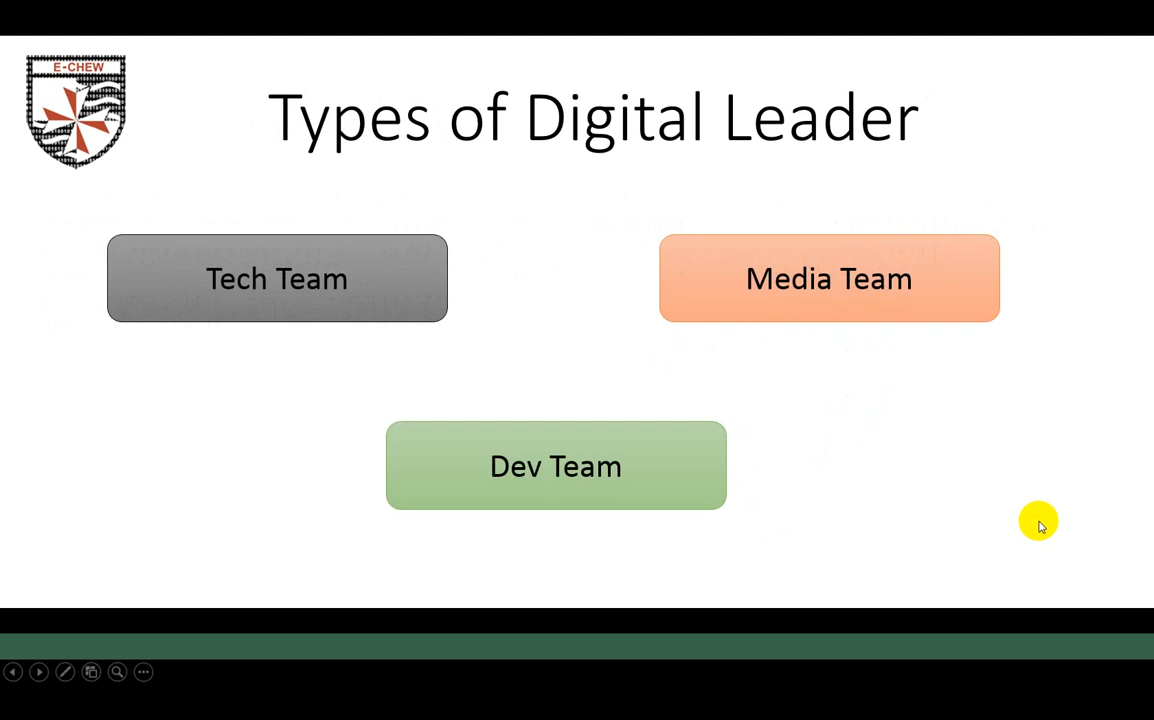 E-CHEW
Types of Digital Leader
Tech Team
Media Team
Dev Team